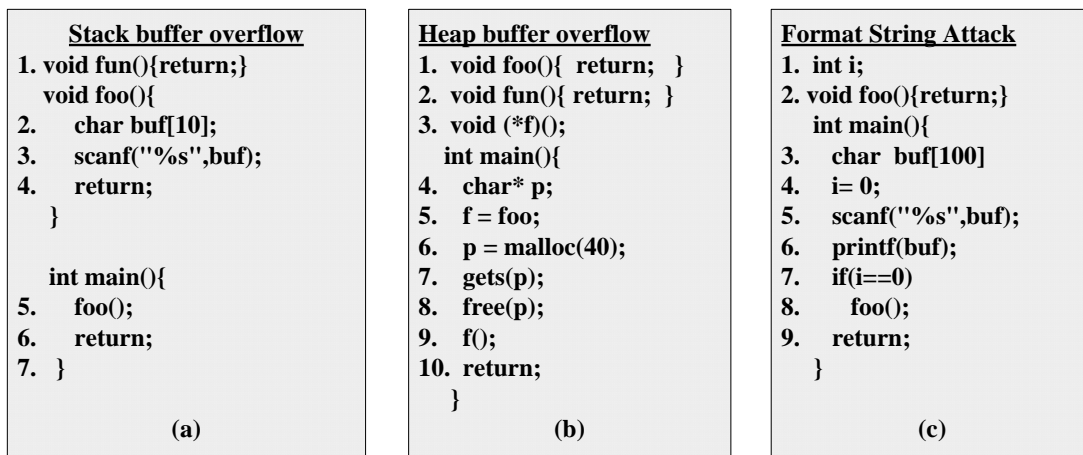 Stack buffer overflow
1. void fun(){return;}
void foo(){
2. char buf[10];
3. scanf("%s",buf);
4. return;
}
int main(){
5. foo();
6. return;
7. }
(a)
Heap buffer overflow
1. void foo(){ return; }
2. void fun(){ return; }
3. void (*f)();
int main(){
4. char* p;
5. f = foo;
6. p = malloc(40);
7. gets(p);
8. free(p);
9. f();
10. return;
}
(b)
Format String Attack
1. int i;
2. void foo(){return;}
int main(){
3. char buf[100]
4. i= 0;
5. scanf("%s",buf);
6. printf(buf);
7. if(i==0)
8. foo();
9. return;
}
(c)